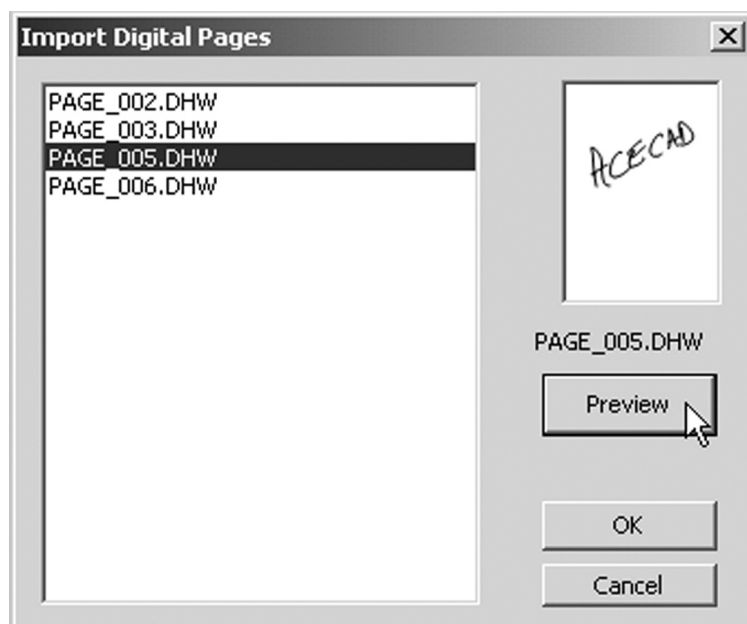 Import Digital Pages
PAGE_002.DHW
PAGE_003.DHW
PAGE_005.DHW
PAGE_006.DHW
ACECAD
PAGE_005.DHW
Preview
OK
Cancel